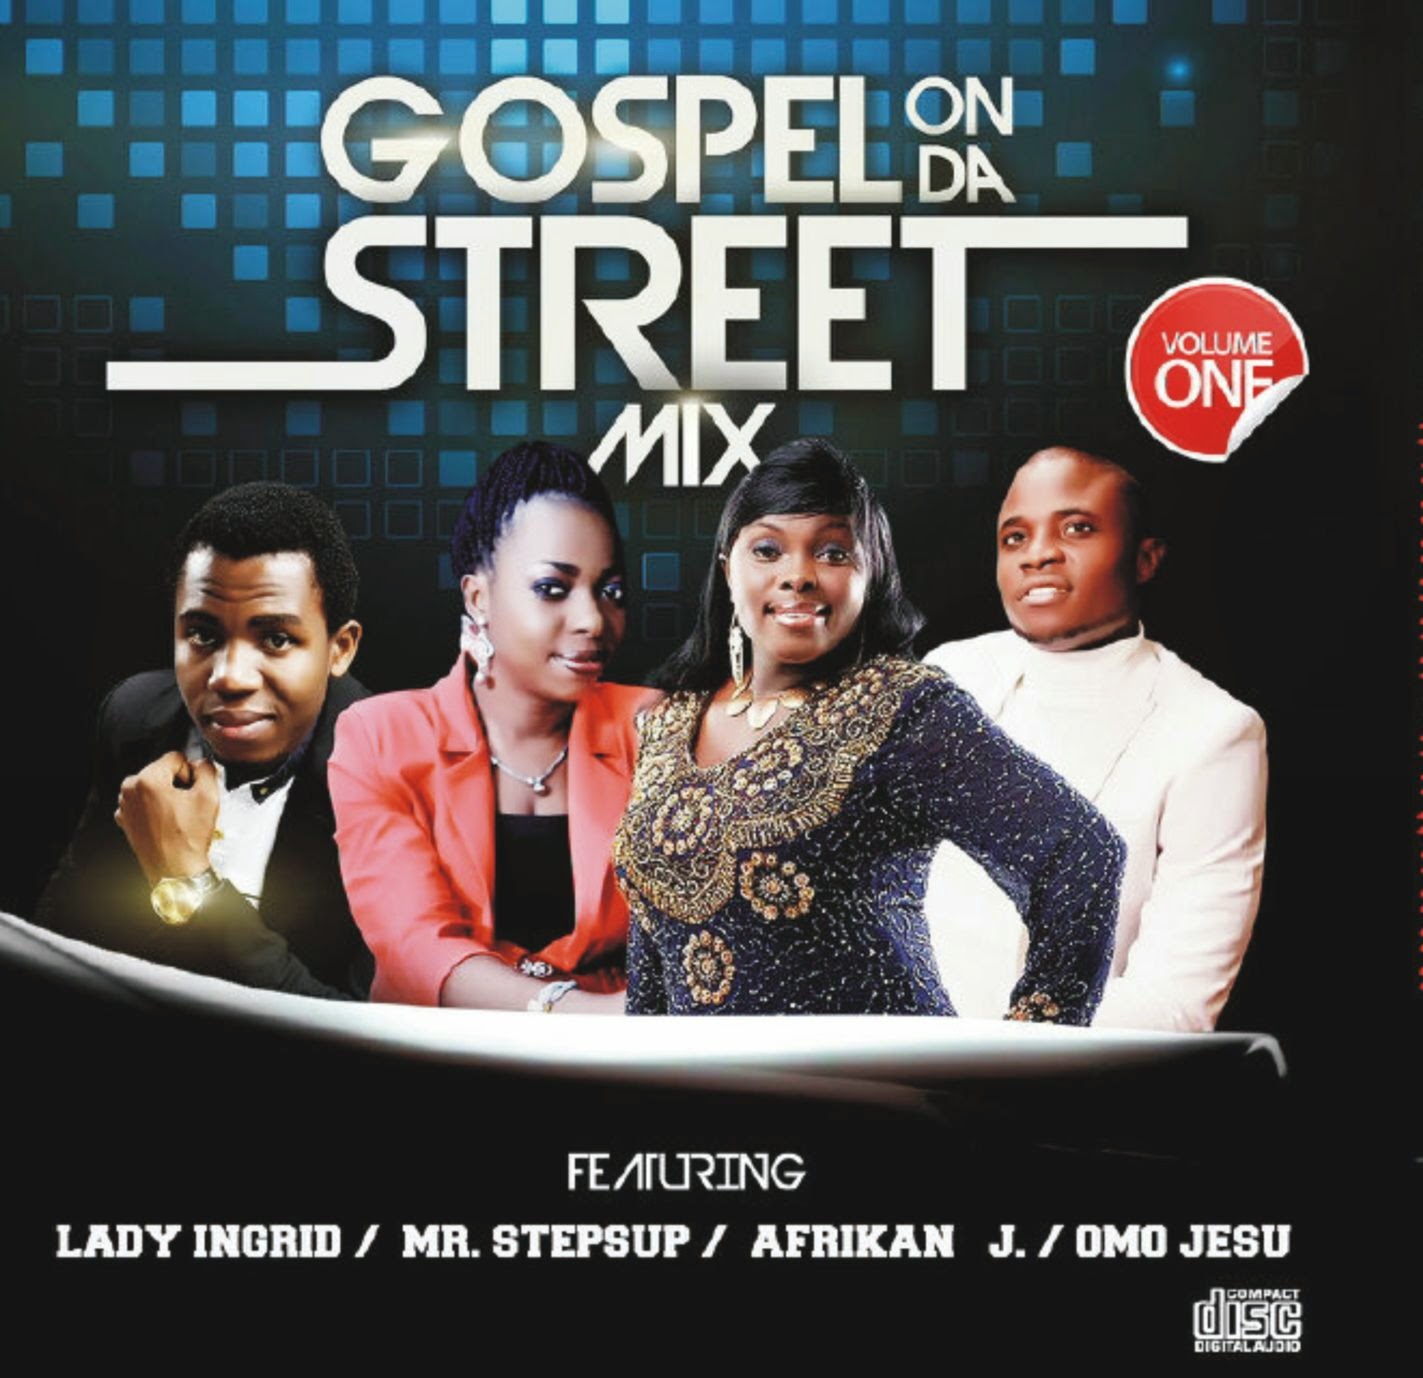 GOSPEL ON DA
STREET
MIX
VOLUME
ONE
FEATURING
LADY INGRID / MR. STEPSUP / AFRIKAN J. / OMO JESU
COMPACT
disc
DIGITAL AUDIO